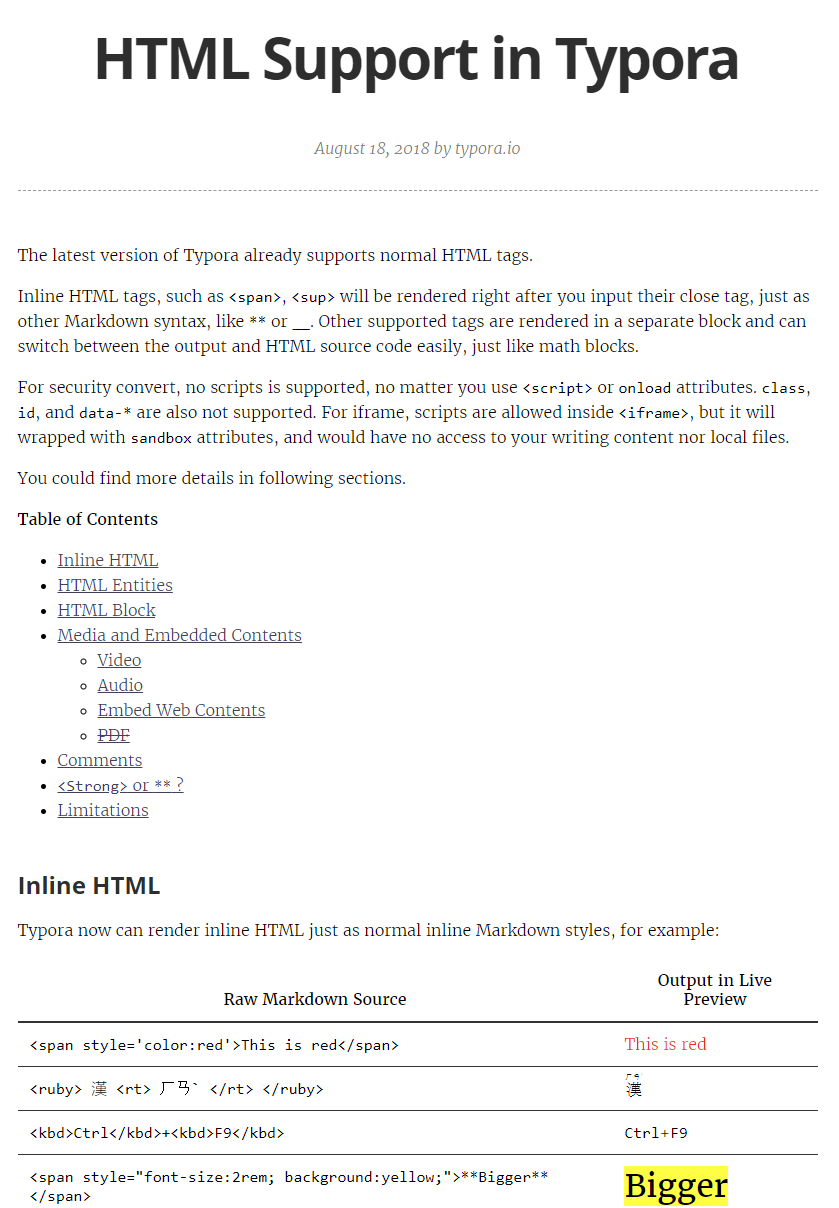 HTML Support in Typora
August 18, 2018 by typora.io
The latest version of Typora already supports normal HTML tags.
Inline HTML tags, such as <span>, <sup> will be rendered right after you input their close tag, just as
other Markdown syntax, like ** or __. Other supported tags are rendered in a separate block and can
switch between the output and HTML source code easily, just like math blocks.
For security convert, no scripts is supported, no matter you use <script> or onload attributes. class,
id, and data-* are also not supported. For iframe, scripts are allowed inside <iframe>, but it will
wrapped with sandbox attributes, and would have no access to your writing content nor local files.
You could find more details in following sections.
Table of Contents
Inline HTML
HTML Entities
HTML Block
Media and Embedded Contents
Video
Audio
Embed Web Contents
PDF
Comments
<Strong> or ** ?
Limitations
Inline HTML
Typora now can render inline HTML just as normal inline Markdown styles, for example:
Raw Markdown Source
Output in Live
Preview
<span style='color:red'>This is red</span>
This is red
<ruby> 漢 <rt> ㄏㄢˋ </rt> </ruby>
ㄏㄢˋ
漢
<kbd>Ctrl</kbd>+<kbd>F9</kbd>
Ctrl+F9
<span style="font-size:2rem; background:yellow;">**Bigger**
</span>
Bigger